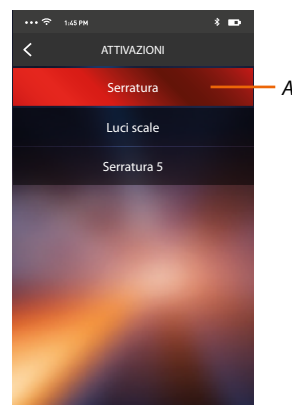 1:45 PM
ATTIVAZIONI
Serratura
A
Luci scale
Serratura 5